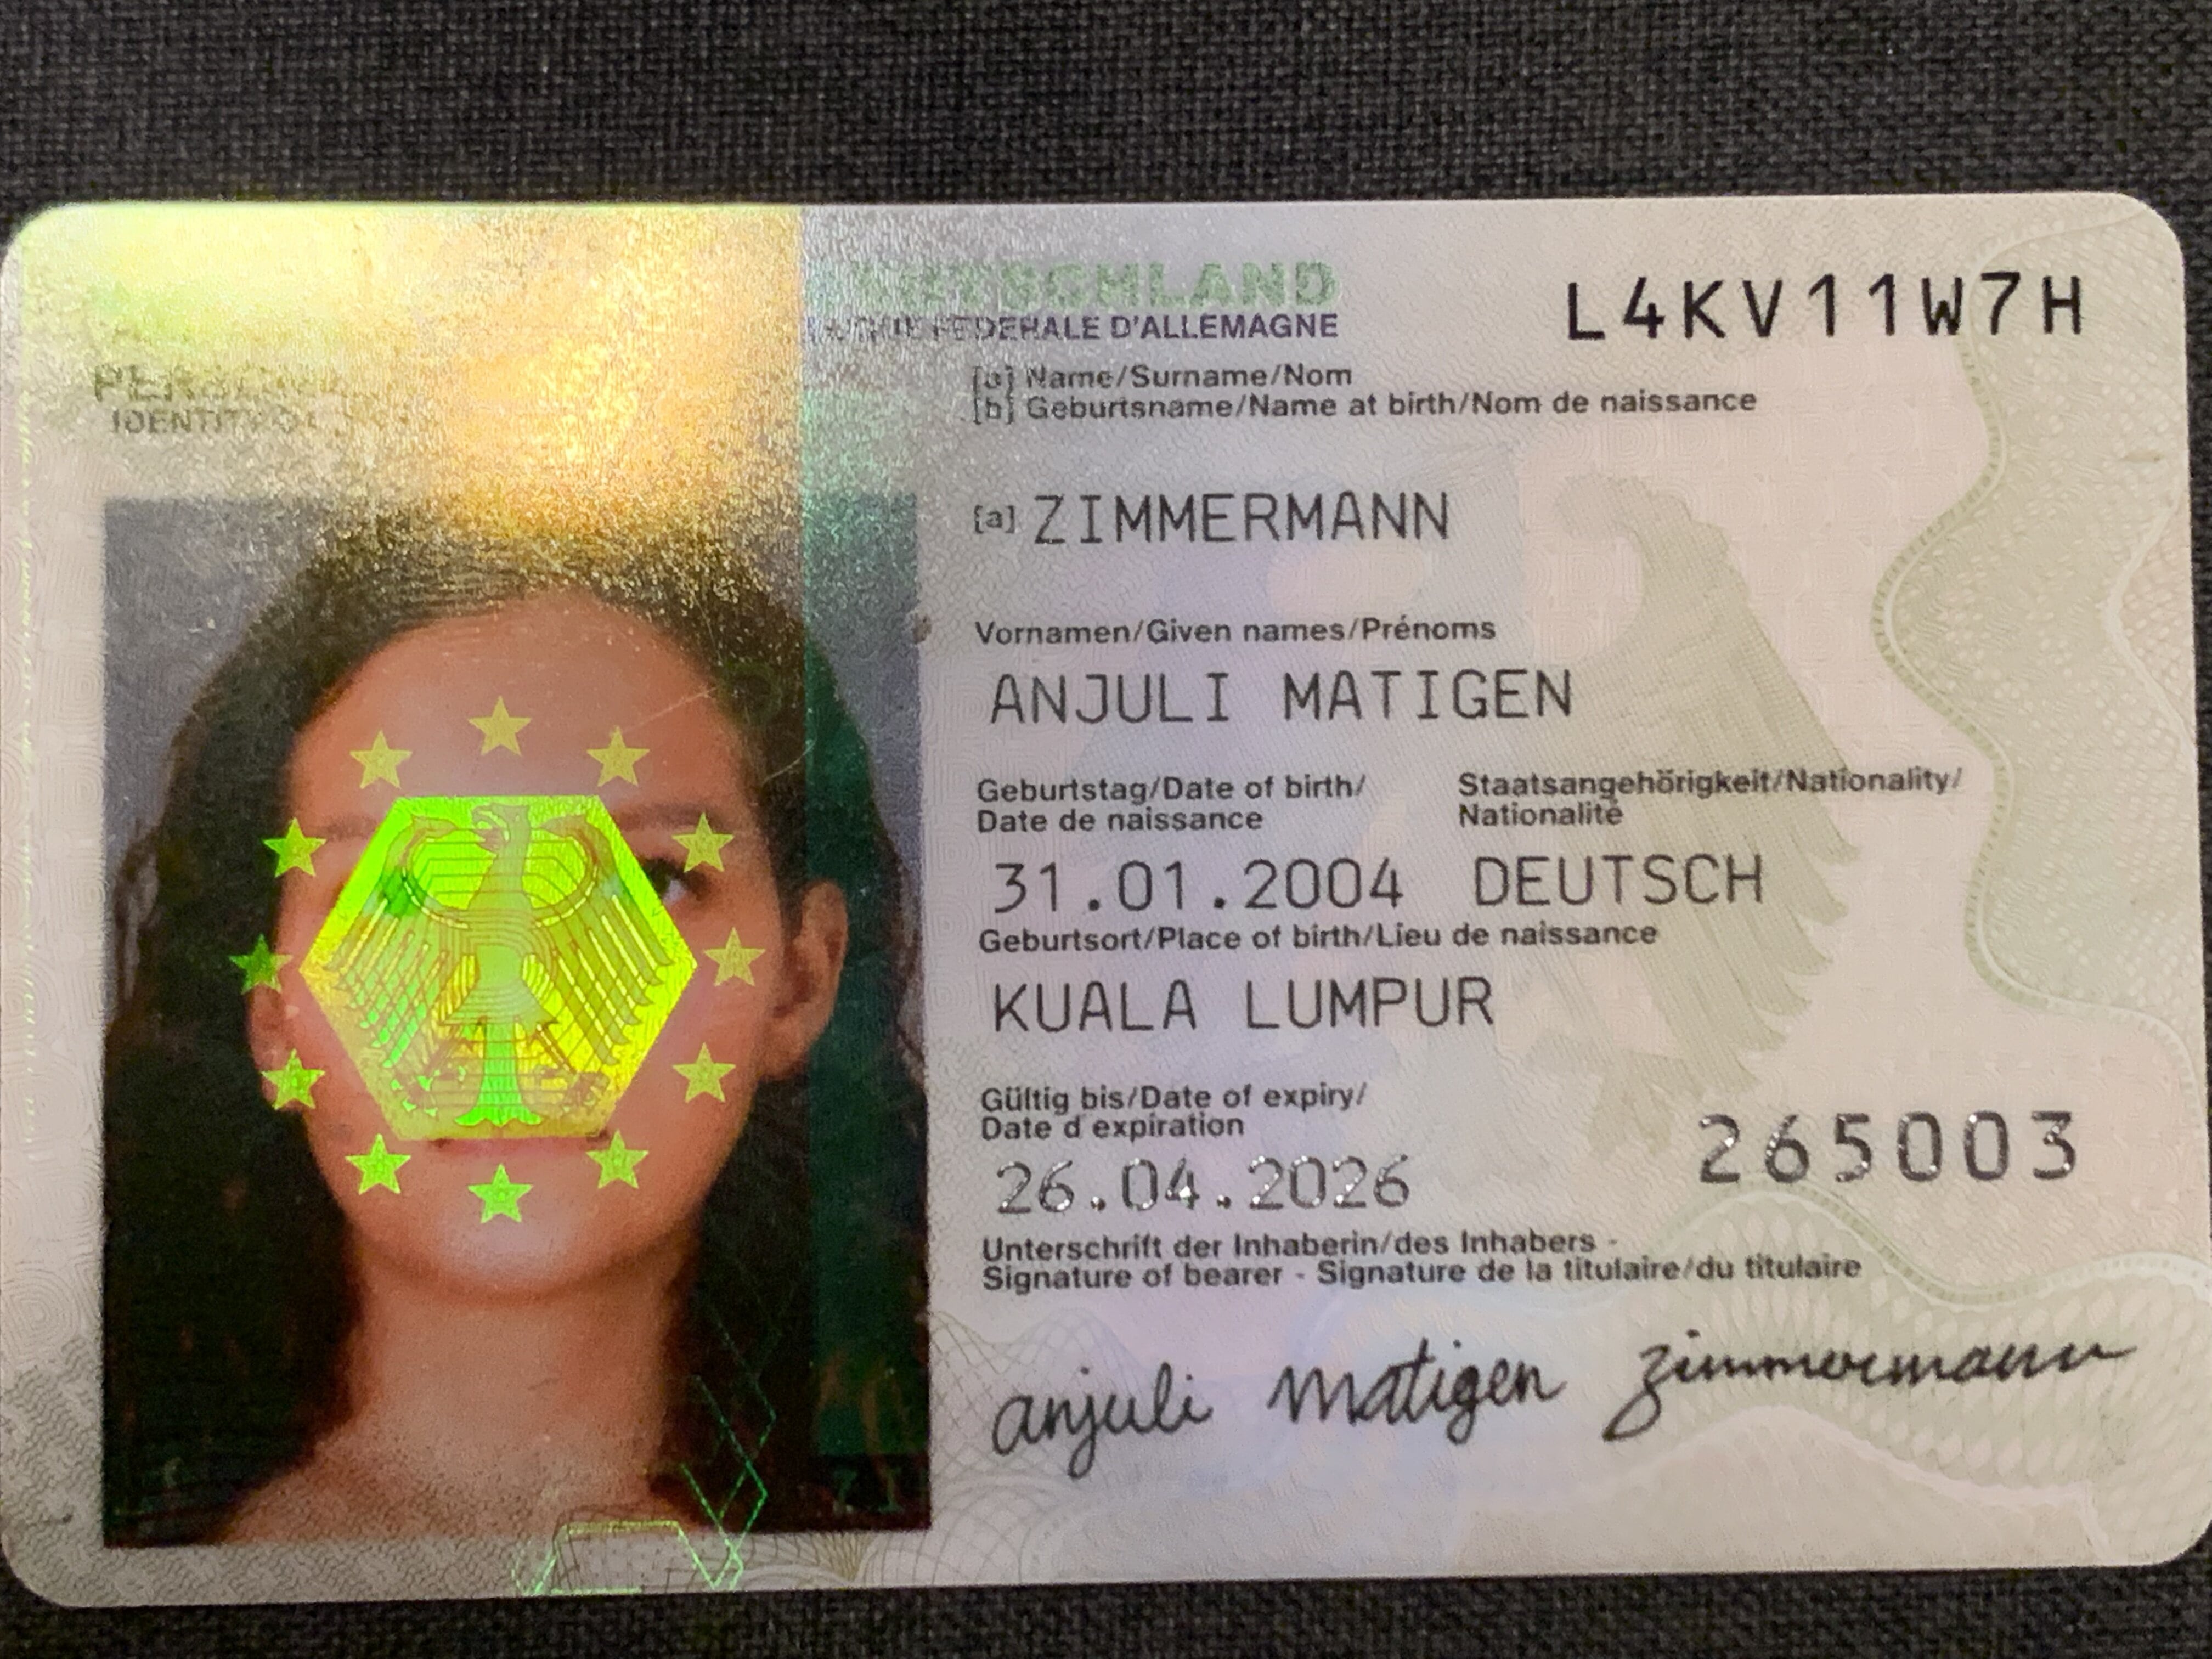 DEUTSCHLAND
FEDERALE D'ALLEMAGNE
L4KV11W7H
IDENTITY
[a] Name/Surname/Nom
[b] Geburtsname/Name at birth/Nom de naissance
[a] ZIMMERMANN
Vornamen/Given names/Prénoms
ANJULI MATIGEN
Geburtstag/Date of birth/
Date de naissance
Staatsangehörigkeit/Nationality/
Nationalité
31.01.2004 DEUTSCH
Geburtsort/Place of birth/Lieu de naissance
KUALA LUMPUR
Gültig bis/Date of expiry/
Date d'expiration
26.04.2026
265003
Unterschrift der Inhaberin/des Inhabers -
Signature of bearer - Signature de la titulaire/du titulaire
anjuli matigen zimmermann